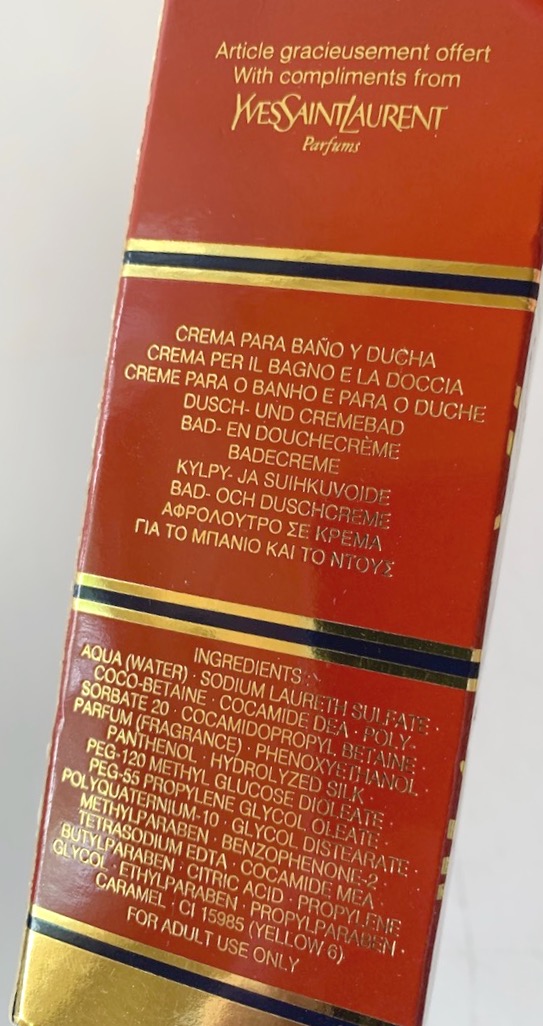 Article gracieusement offert
With compliments from
YVESSAINTLAURENT
Parfums
CREMA PARA BAÑO Y DUCHA
CREMA PER IL BAGNO E LA DOCCIA
CREME PARA O BANHO E PARA O DUCHE
DUSCH- UND CREMEBAD
BAD- EN DOUCHECRÈME
BADECREME
KYLPY- JA SUIHKUVOIDE
BAD- OCH DUSCHCREME
ΑΦΡΟΛΟΥΤΡΟ ΣΕ ΚΡΕΜΑ
ΓΙΑ ΤΟ ΜΠΑΝΙΟ ΚΑΙ ΤΟ ΝΤΟΥΣ
INGREDIENTS:
AQUA (WATER) · SODIUM LAURETH SULFATE ·
COCO-BETAINE · COCAMIDE DEA · POLY-
SORBATE 20 · COCAMIDOPROPYL BETAINE ·
PARFUM (FRAGRANCE) · PHENOXYETHANOL ·
PANTHENOL · HYDROLYZED SILK ·
PEG-120 METHYL GLUCOSE DIOLEATE ·
PEG-55 PROPYLENE GLYCOL OLEATE ·
POLYQUATERNIUM-10 · GLYCOL DISTEARATE ·
METHYLPARABEN · BENZOPHENONE-2 ·
TETRASODIUM EDTA · COCAMIDE MEA ·
BUTYLPARABEN · CITRIC ACID · PROPYLENE
GLYCOL · ETHYLPARABEN · PROPYLPARABEN ·
CARAMEL · CI 15985 (YELLOW 6)
FOR ADULT USE ONLY